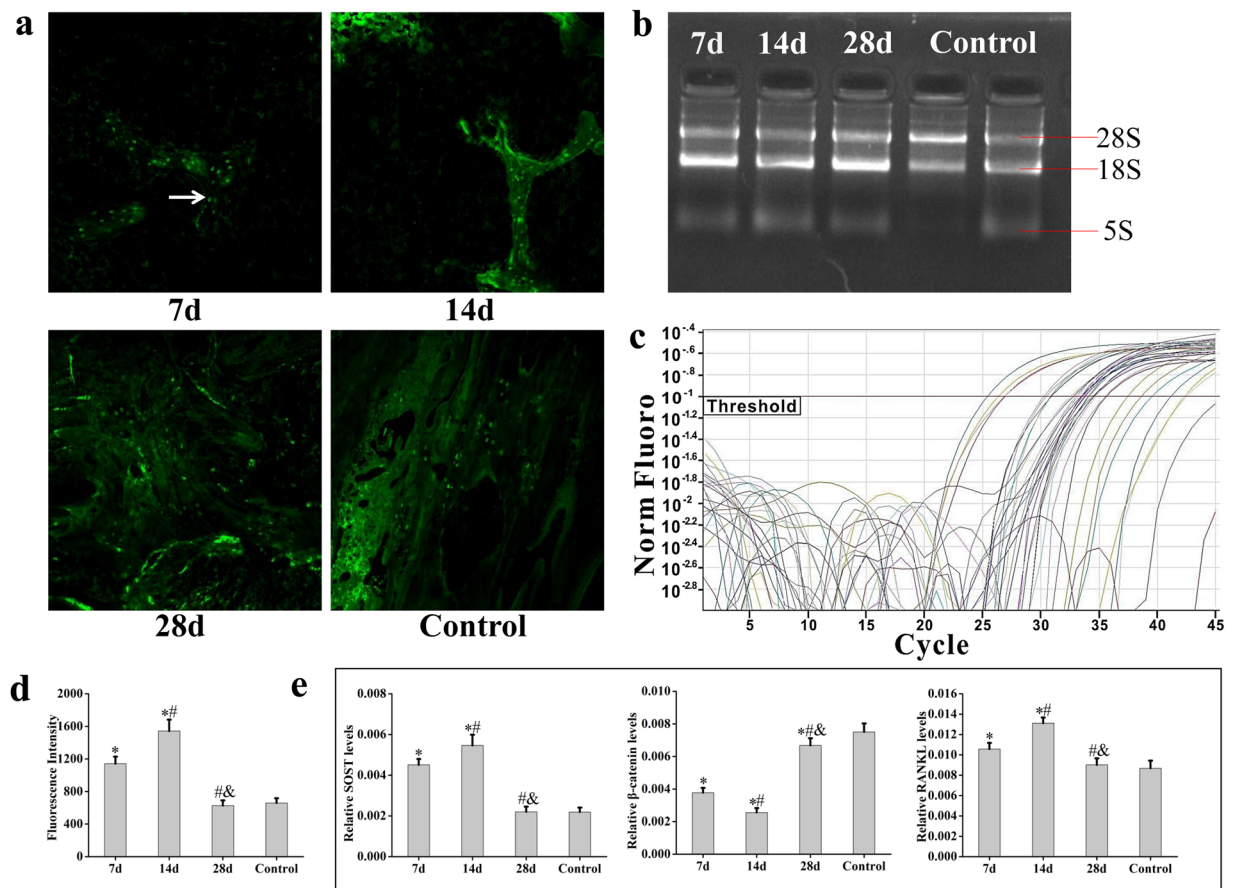 a
7d
14d
28d
Control
b
7d 14d 28d Control
28S
18S
5S
c
Norm Fluoro
10^-.4
10^-.6
10^-.8
10^-1
10^-1.2
10^-1.4
10^-1.6
10^-1.8
10^-2
10^-2.2
10^-2.4
10^-2.6
10^-2.8
Threshold
5 10 15 20 25 30 35 40 45
Cycle
d
Fluorescence Intensity
2000
1600
1200
800
400
0
*
*#
#&
7d 14d 28d Control
e
Relative SOST levels
0.008
0.006
0.004
0.002
0.000
*
*#
#&
7d 14d 28d Control
Relative β-catenin levels
0.010
0.008
0.006
0.004
0.002
0.000
*
*#
*#&
7d 14d 28d Control
Relative RANKL levels
0.016
0.014
0.012
0.010
0.008
0.006
0.004
0.002
0.000
*
*#
#&
7d 14d 28d Control